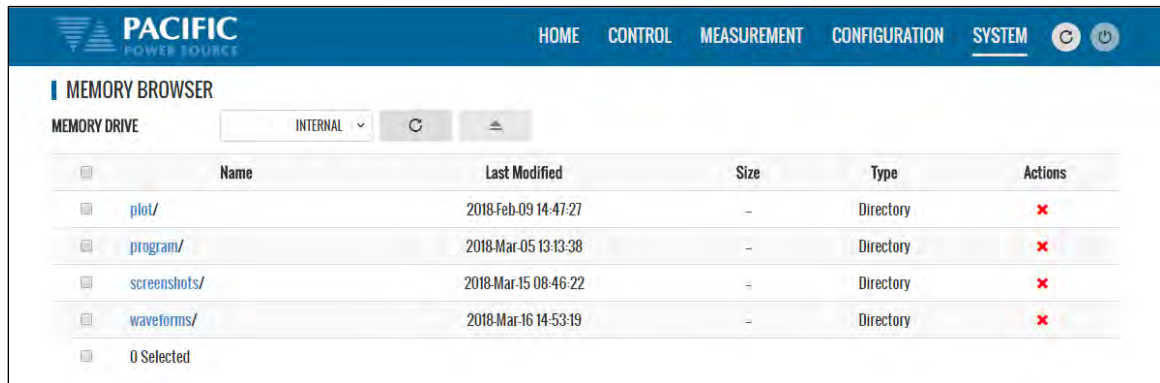 PACIFIC
POWER SOURCE
HOME CONTROL MEASUREMENT CONFIGURATION SYSTEM
MEMORY BROWSER
MEMORY DRIVE INTERNAL
Name Last Modified Size Type Actions
plot/ 2018-Feb-09 14:47:27 – Directory
program/ 2018-Mar-05 13:13:38 – Directory
screenshots/ 2018-Mar-15 08:46:22 – Directory
waveforms/ 2018-Mar-16 14:53:19 – Directory
0 Selected